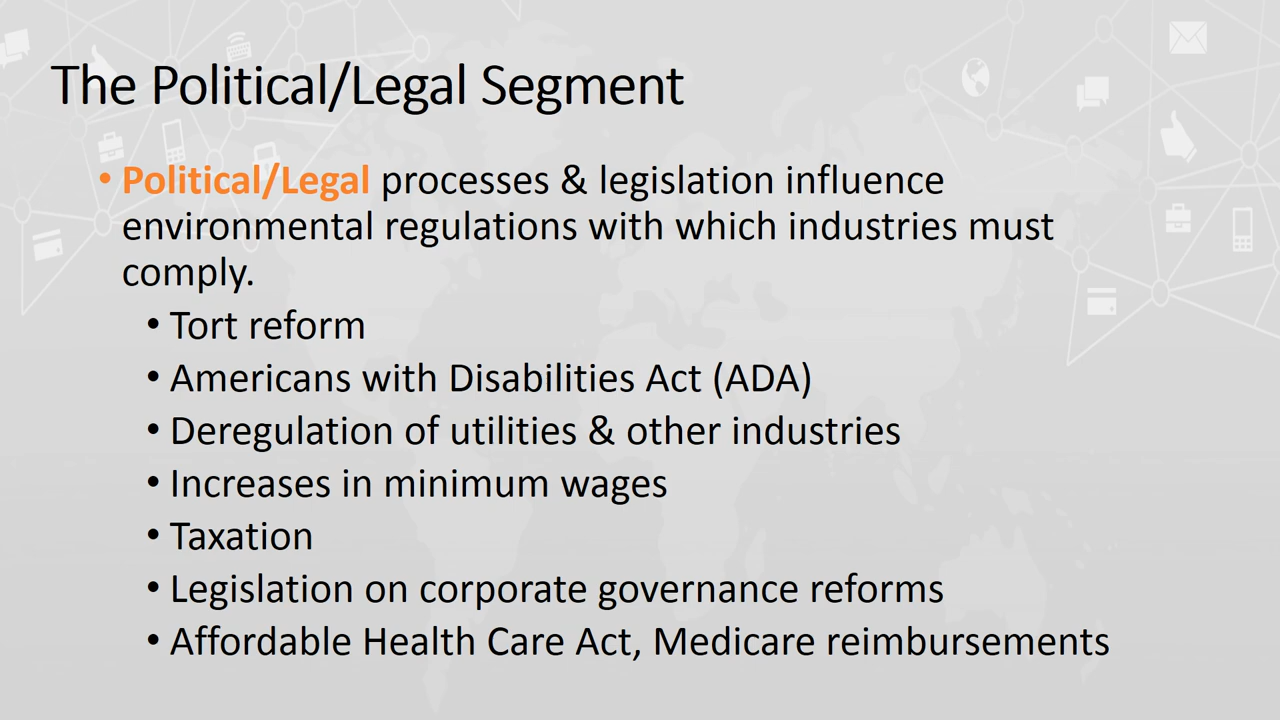 The Political/Legal Segment
• Political/Legal processes & legislation influence
environmental regulations with which industries must
comply.
• Tort reform
• Americans with Disabilities Act (ADA)
• Deregulation of utilities & other industries
• Increases in minimum wages
• Taxation
• Legislation on corporate governance reforms
• Affordable Health Care Act, Medicare reimbursements